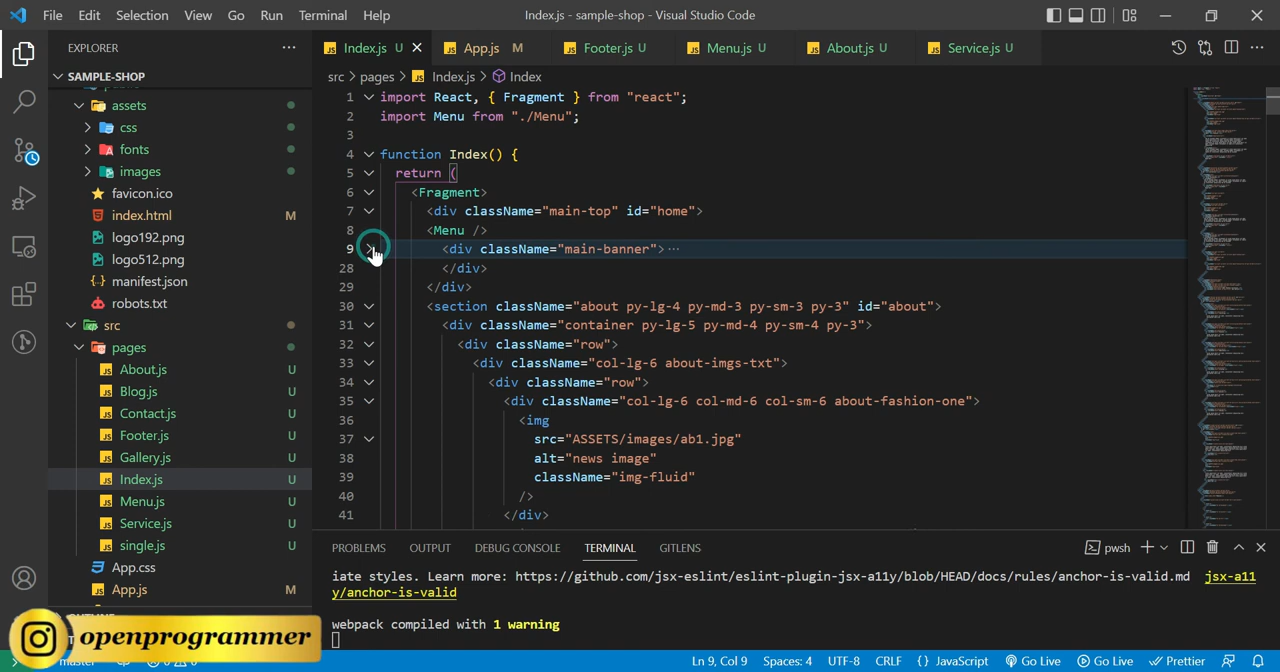 File Edit Selection View Go Run Terminal Help
Index.js - sample-shop - Visual Studio Code
EXPLORER
Index.js U
App.js M
Footer.js U
Menu.js U
About.js U
Service.js U
SAMPLE-SHOP
assets
css
fonts
images
favicon.ico
index.html M
logo192.png
logo512.png
manifest.json
robots.txt
src
pages
About.js U
Blog.js U
Contact.js U
Footer.js U
Gallery.js U
Index.js U
Menu.js U
Service.js U
single.js U
App.css
App.js M
src > pages > Index.js > Index
1 import React, { Fragment } from "react";
2 import Menu from "./Menu";
3
4 function Index() {
5 return (
6 <Fragment>
7 <div className="main-top" id="home">
8 <Menu />
9 <div className="main-banner"> ···
28 </div>
29 </div>
30 <section className="about py-lg-4 py-md-3 py-sm-3 py-3" id="about">
31 <div className="container py-lg-5 py-md-4 py-sm-4 py-3">
32 <div className="row">
33 <div className="col-lg-6 about-imgs-txt">
34 <div className="row">
35 <div className="col-lg-6 col-md-6 col-sm-6 about-fashion-one">
36 <img
37 src="ASSETS/images/ab1.jpg"
38 alt="news image"
39 className="img-fluid"
40 />
41 </div>
PROBLEMS OUTPUT DEBUG CONSOLE TERMINAL GITLENS
pwsh
iate styles. Learn more: https://github.com/jsx-eslint/eslint-plugin-jsx-a11y/blob/HEAD/docs/rules/anchor-is-valid.md jsx-a11
y/anchor-is-valid
webpack compiled with 1 warning
openprogrammer
Ln 9, Col 9 Spaces: 4 UTF-8 CRLF {} JavaScript Go Live Go Live Prettier